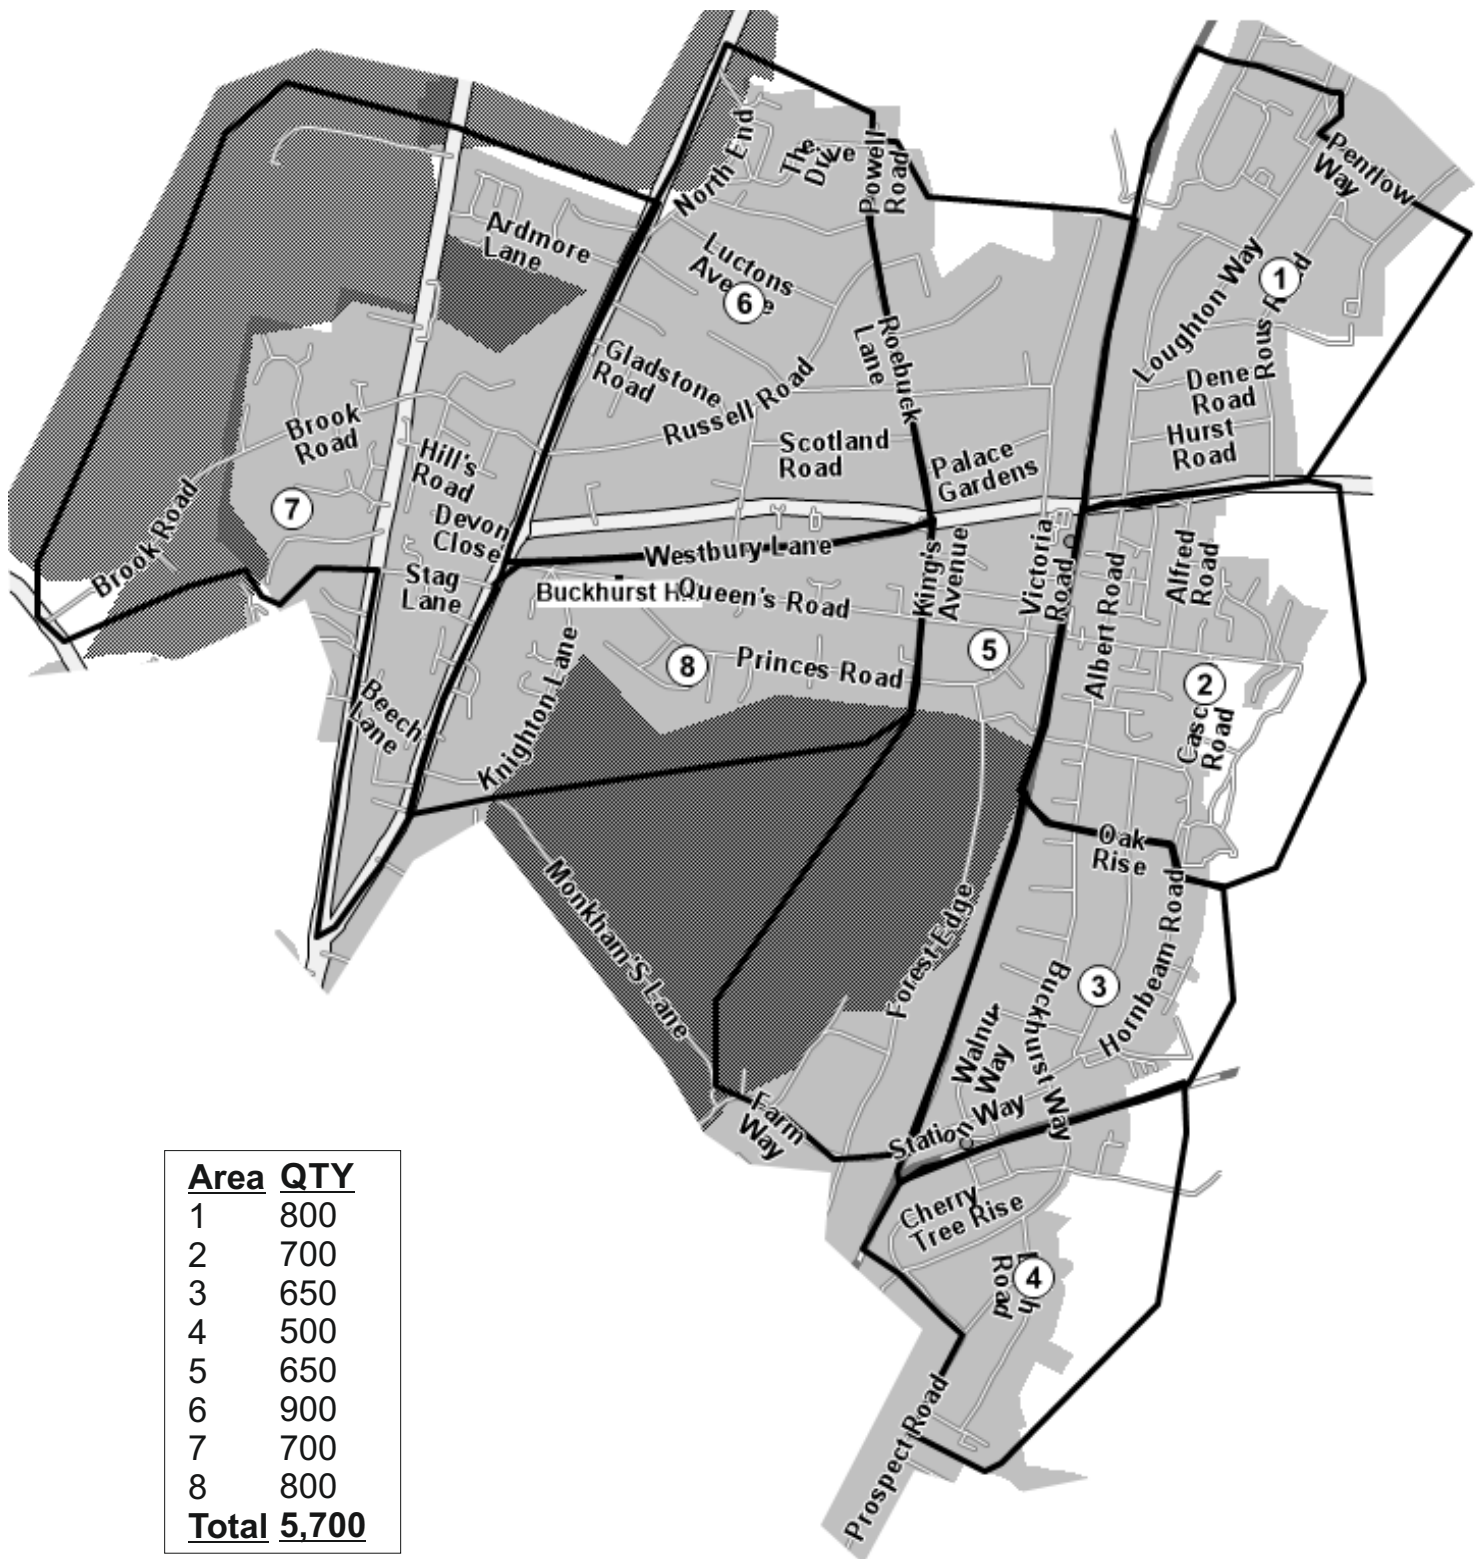 North End
The
Drive
Powell
Road
Pentlow
Way
Ardmore
Lane
Luctons
6
Loughton Way
1
Rous
Gladstone
Road
Roebuck
Lane
Russell Road
Dene
Road
Brook
Road
Hill's
Road
Scotland
Road
Palace
Gardens
Hurst
Road
7
Devon
Close
Brook Road
Westbury Lane
King's
Avenue
Victoria
Road
Albert Road
Alfred
Road
Stag
Lane
Buckhurst
Queen's Road
8
Princes Road
5
2
Road
Beech
Lane
Knighton Lane
Oak
Rise
Monkham'S Lane
Forest Edge
Hornbeam Road
3
Buckhurst Way
Way
Farm
Way
Station Way
Cherry
Tree Rise
4
Road
Prospect Road
Area QTY
1 800
2 700
3 650
4 500
5 650
6 900
7 700
8 800
Total 5,700